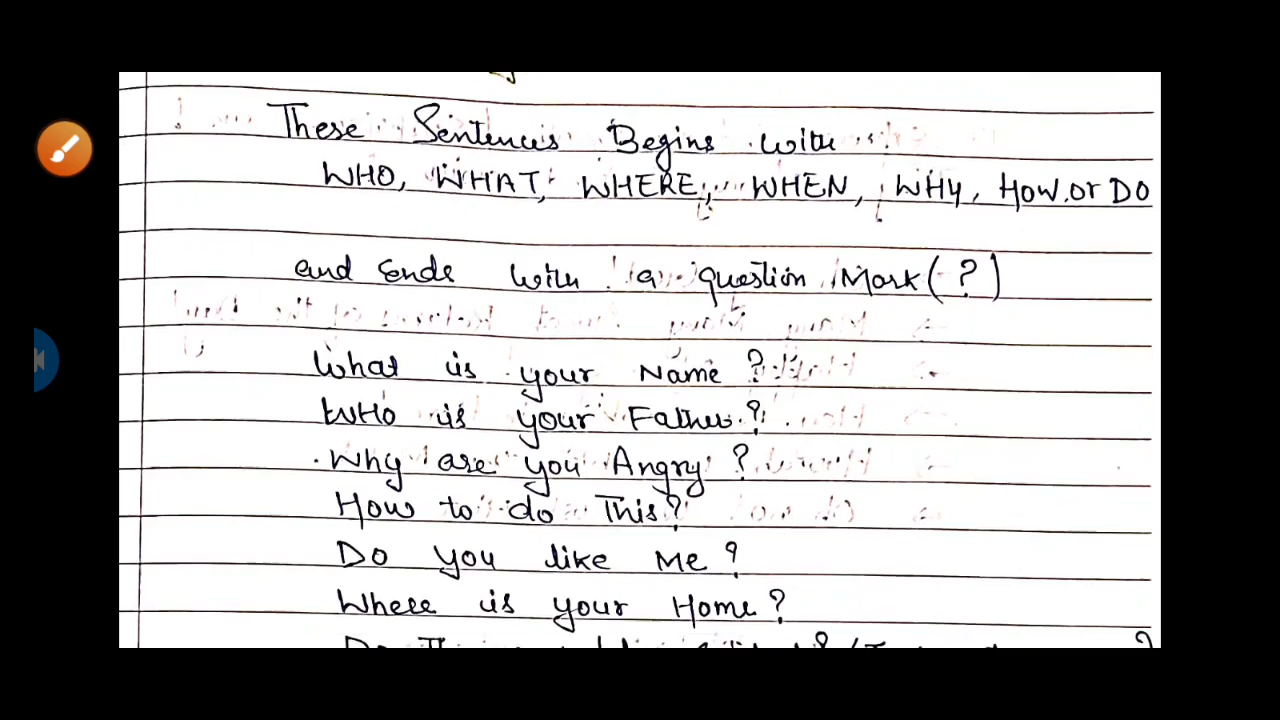 These Sentences Begins with
WHO, WHAT, WHERE, WHEN, WHY, HOW. or DO
and Ends with a question Mark (?)
What is your Name ?
WHO is your Father ?
Why are you Angry ?
How to do This?
Do you like Me ?
Where is your Home ?